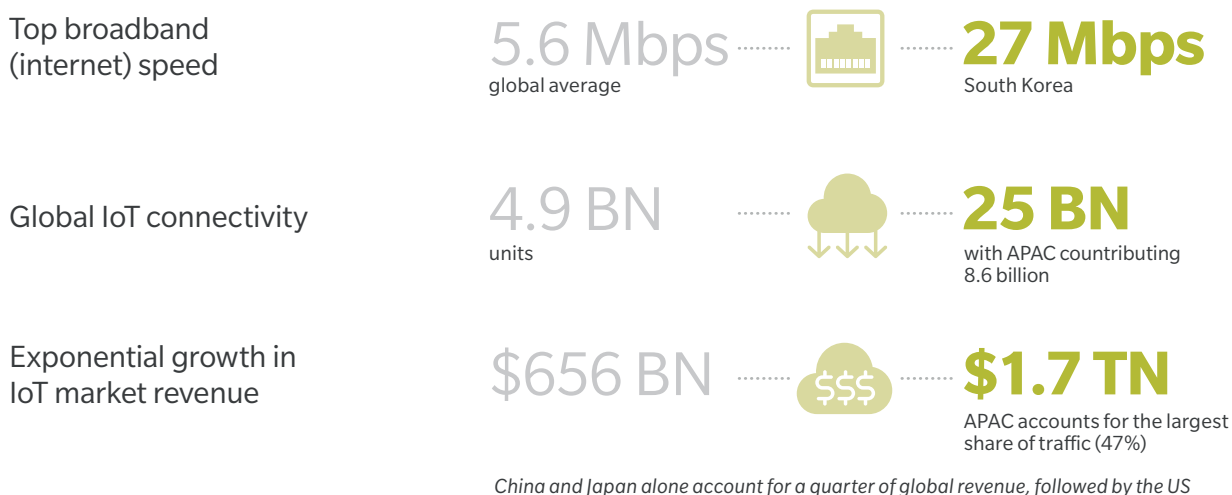 Top broadband
(internet) speed
5.6 Mbps
global average
27 Mbps
South Korea
Global IoT connectivity
4.9 BN
units
25 BN
with APAC countributing
8.6 billion
Exponential growth in
IoT market revenue
$656 BN
$$$
$1.7 TN
APAC accounts for the largest
share of traffic (47%)
China and Japan alone account for a quarter of global revenue, followed by the US